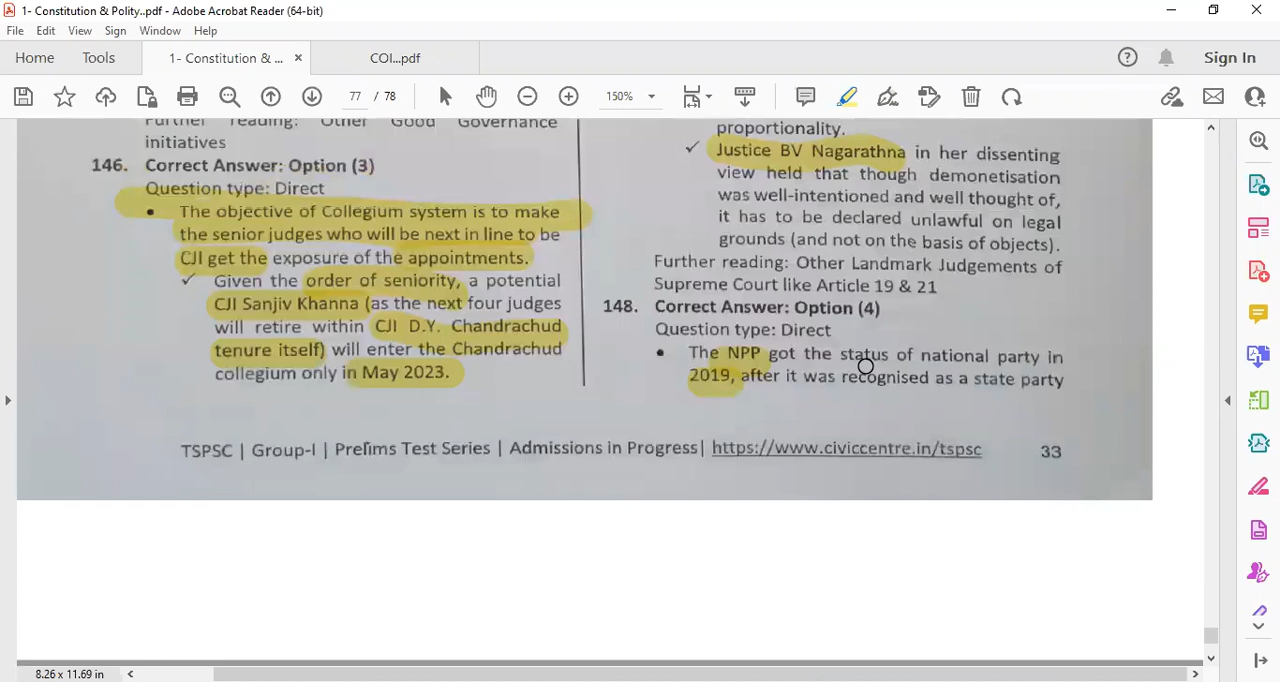 1- Constitution & Polity..pdf - Adobe Acrobat Reader (64-bit)
File Edit View Sign Window Help
Home Tools 1- Constitution & ... × COI...pdf Sign In
77 / 78 150%
Further reading: Other Good Governance
initiatives
146. Correct Answer: Option (3)
Question type: Direct
• The objective of Collegium system is to make
the senior judges who will be next in line to be
CJI get the exposure of the appointments.
✓ Given the order of seniority, a potential
CJI Sanjiv Khanna (as the next four judges
will retire within CJI D.Y. Chandrachud
tenure itself) will enter the Chandrachud
collegium only in May 2023.
proportionality.
✓ Justice BV Nagarathna in her dissenting
view held that though demonetisation
was well-intentioned and well thought of,
it has to be declared unlawful on legal
grounds (and not on the basis of objects).
Further reading: Other Landmark Judgements of
Supreme Court like Article 19 & 21
148. Correct Answer: Option (4)
Question type: Direct
• The NPP got the status of national party in
2019, after it was recognised as a state party
TSPSC | Group-I | Prelims Test Series | Admissions in Progress| https://www.civiccentre.in/tspsc 33
8.26 x 11.69 in